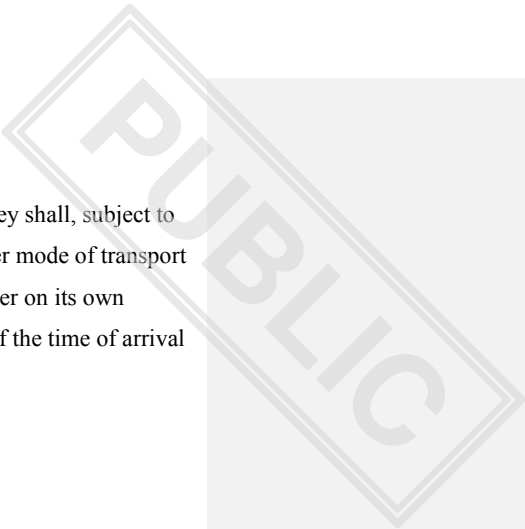 ey shall, subject to
er mode of transport
er on its own
f the time of arrival
PUBLIC